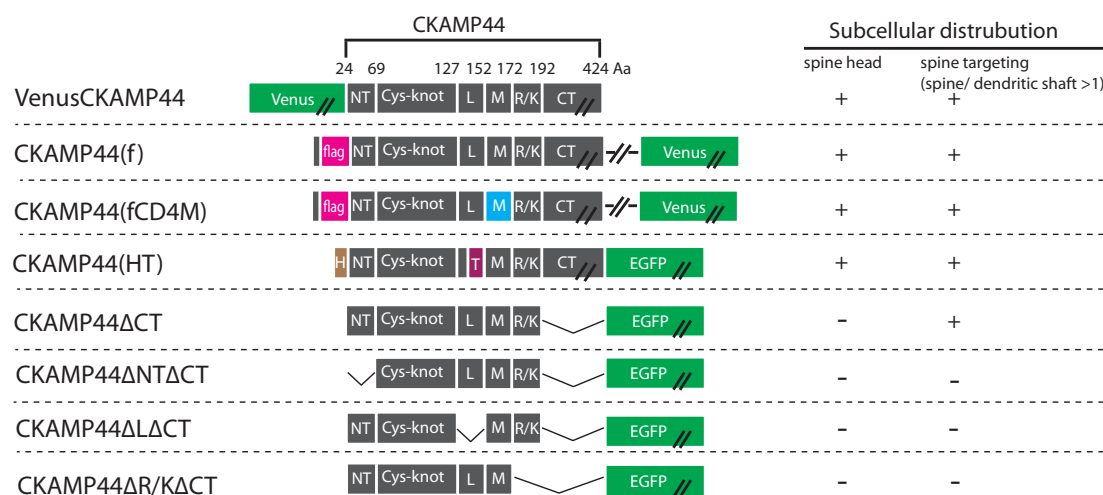 CKAMP44
Subcellular distrubution
24 69 127 152 172 192 424 Aa
spine head spine targeting
(spine/ dendritic shaft >1)
VenusCKAMP44 Venus NT Cys-knot L M R/K CT + +
CKAMP44(f) flag NT Cys-knot L M R/K CT Venus + +
CKAMP44(fCD4M) flag NT Cys-knot L M R/K CT Venus + +
CKAMP44(HT) H NT Cys-knot T M R/K CT EGFP + +
CKAMP44ΔCT NT Cys-knot L M R/K EGFP - +
CKAMP44ΔNTΔCT Cys-knot L M R/K EGFP - -
CKAMP44ΔLΔCT NT Cys-knot M R/K EGFP - -
CKAMP44ΔR/KΔCT NT Cys-knot L M EGFP - -